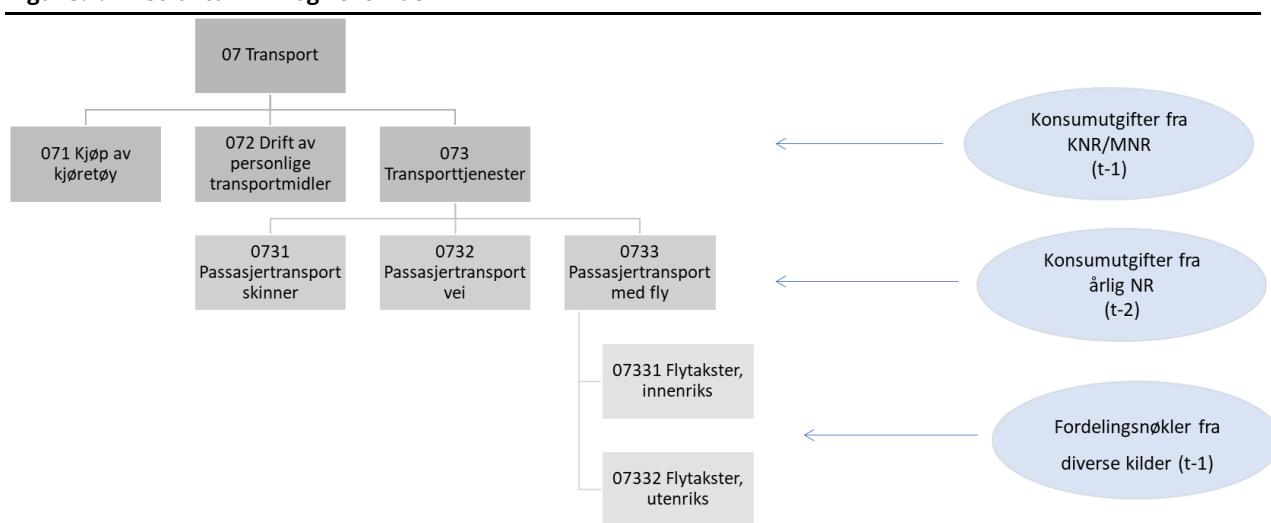 07 Transport
071 Kjøp av
kjøretøy
072 Drift av
personlige
transportmidler
073
Transporttjenester
Konsumutgifter fra
KNR/MNR
(t-1)
0731
Passasjertransport
skinner
0732
Passasjertransport
vei
0733
Passasjertransport
med fly
Konsumutgifter fra
årlig NR
(t-2)
07331 Flytakster,
innenriks
07332 Flytakster,
utenriks
Fordelingsnøkler fra
diverse kilder (t-1)